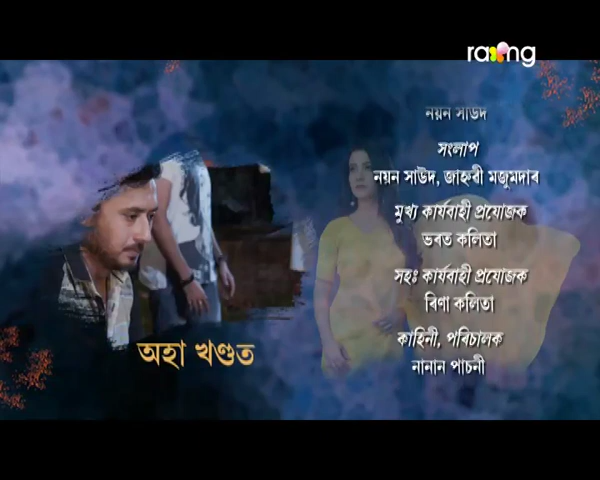 rang
নয়ন সাউদ
সংলাপ
নয়ন সাউদ, জাহ্নৱী মজুমদাৰ
মুখ্য কাৰ্যবাহী প্ৰযোজক
ভৰত কলিতা
সহঃ কাৰ্যবাহী প্ৰযোজক
ৰিণা কলিতা
কাহিনী, পৰিচালক
নানান পাচনী
অহা খণ্ডত